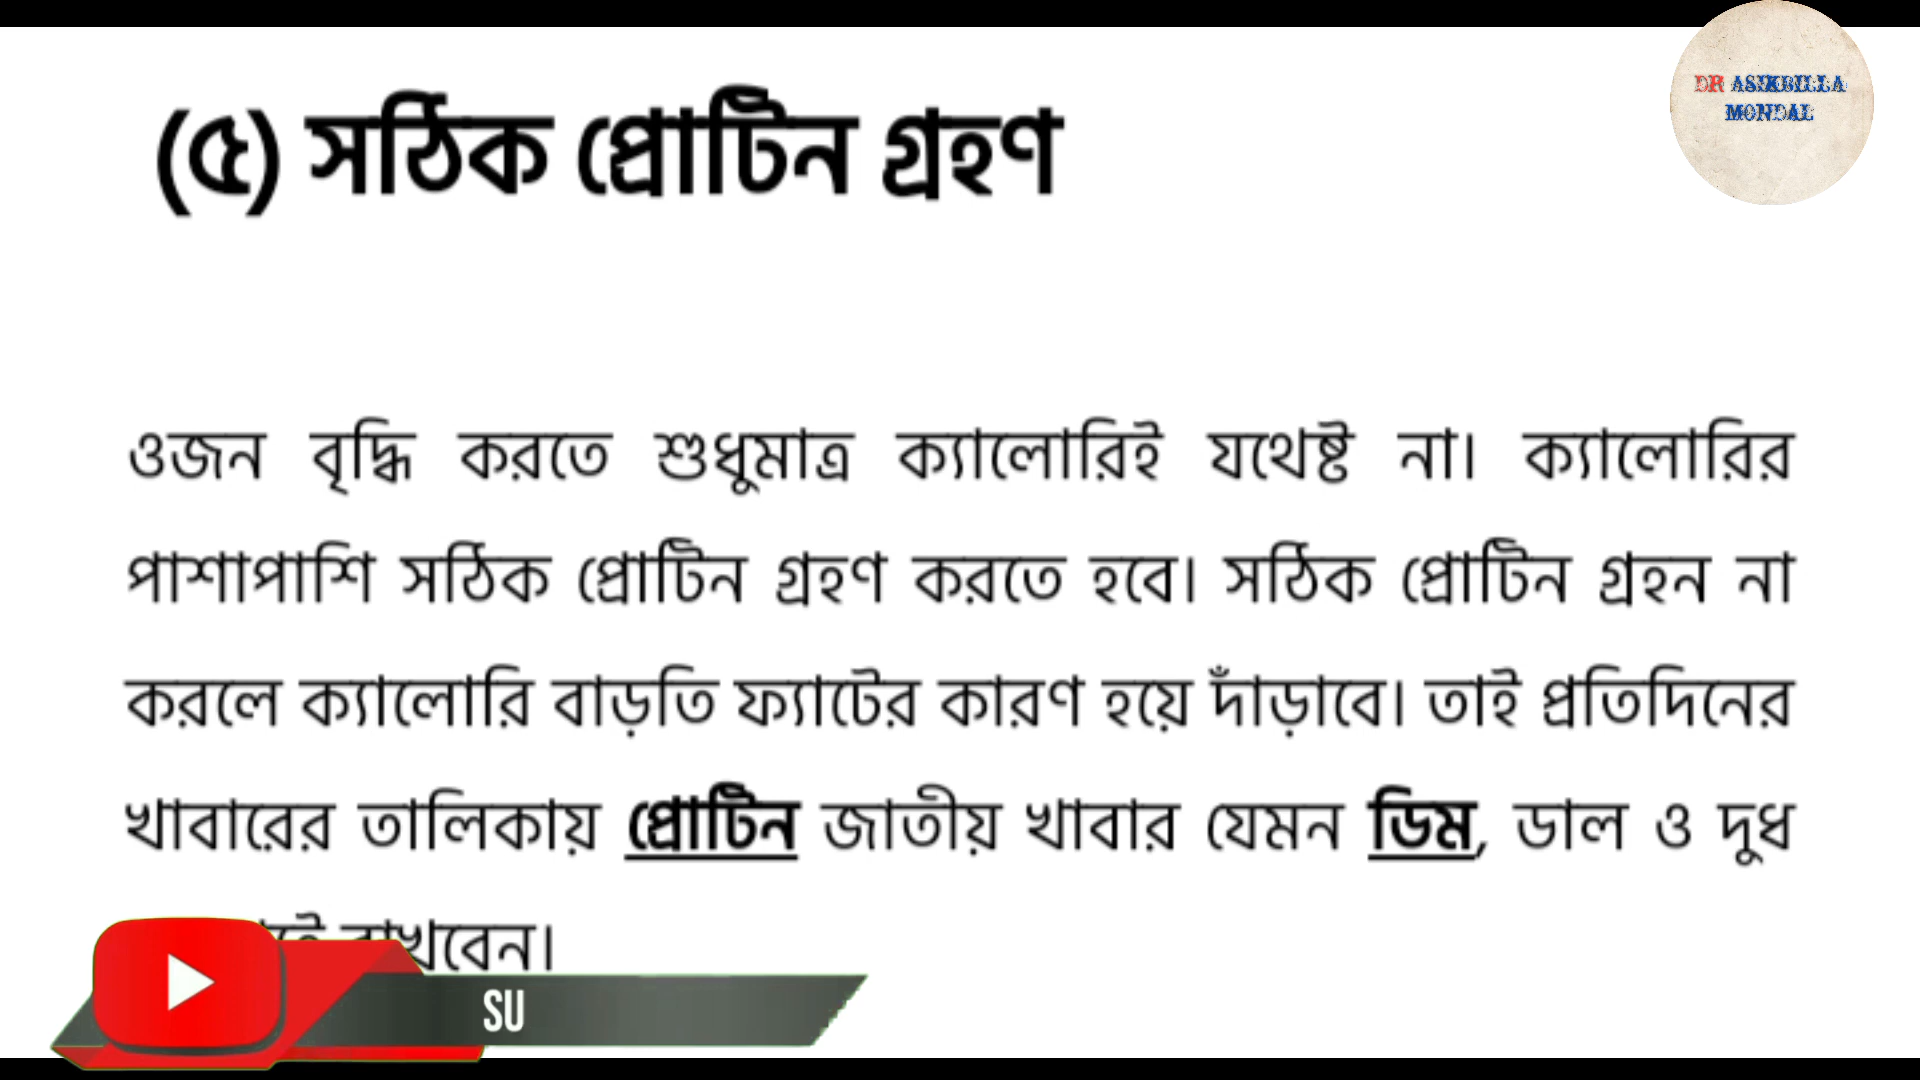 DR ASIKBILLA
MONDAL
(৫) সঠিক প্রোটিন গ্রহণ
ওজন বৃদ্ধি করতে শুধুমাত্র ক্যালোরিই যথেষ্ট না। ক্যালোরির
পাশাপাশি সঠিক প্রোটিন গ্রহণ করতে হবে। সঠিক প্রোটিন গ্রহন না
করলে ক্যালোরি বাড়তি ফ্যাটের কারণ হয়ে দাঁড়াবে। তাই প্রতিদিনের
খাবারের তালিকায় প্রোটিন জাতীয় খাবার যেমন ডিম, ডাল ও দুধ
রাখবেন।
SU